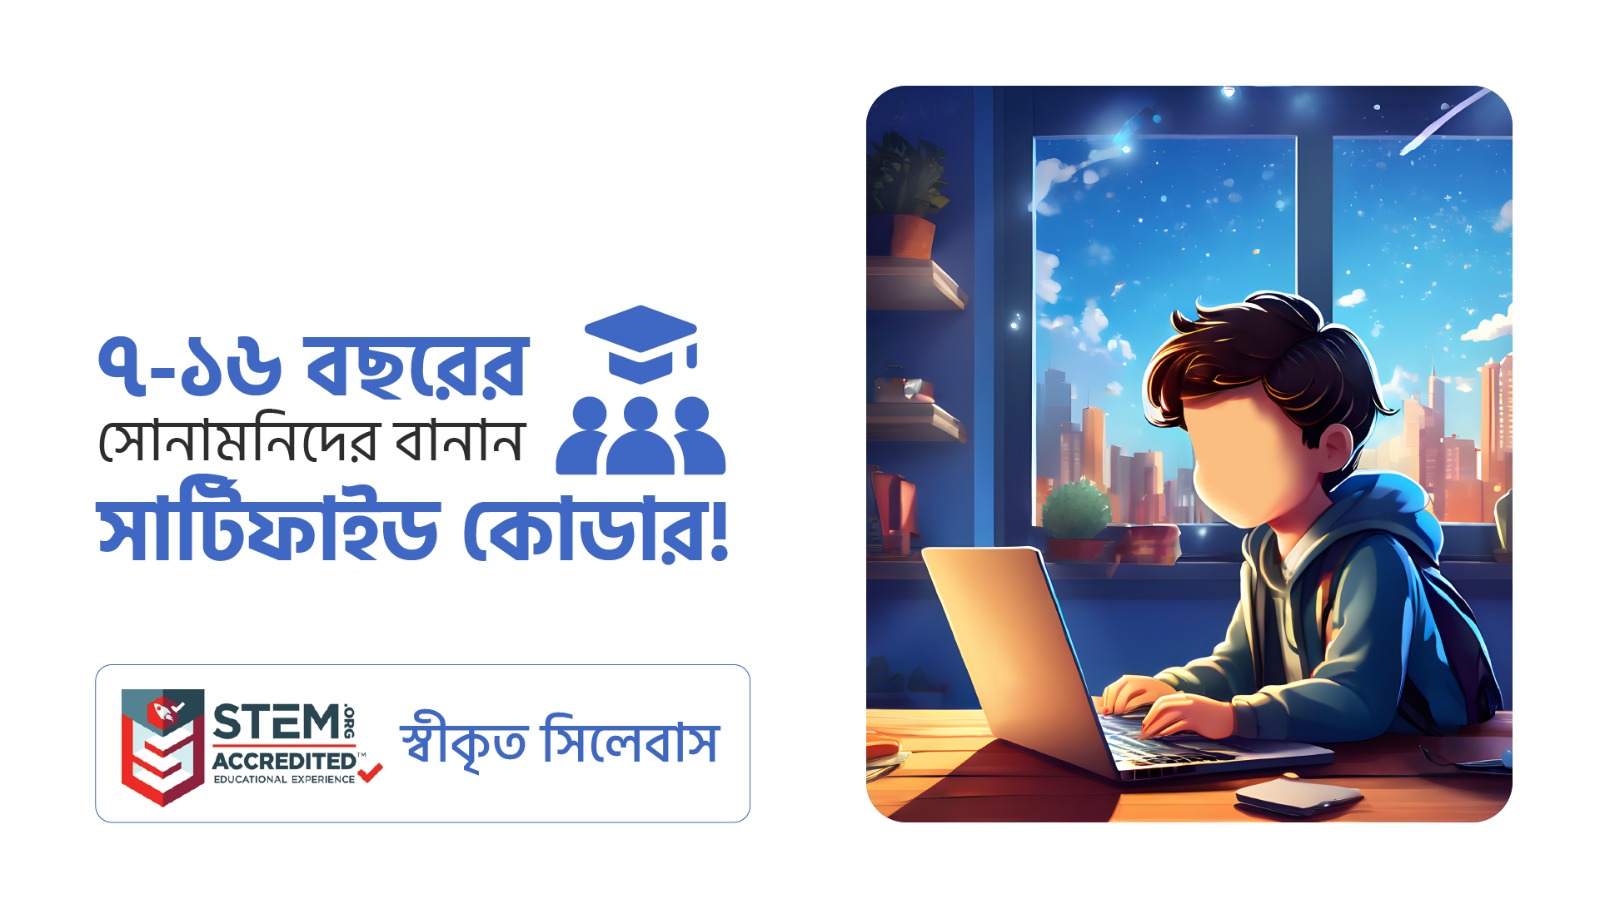 ৭-১৬ বছরের
সোনামনিদের বানান
সার্টিফাইড কোডার!
STEM.ORG
ACCREDITED™
EDUCATIONAL EXPERIENCE
স্বীকৃত সিলেবাস